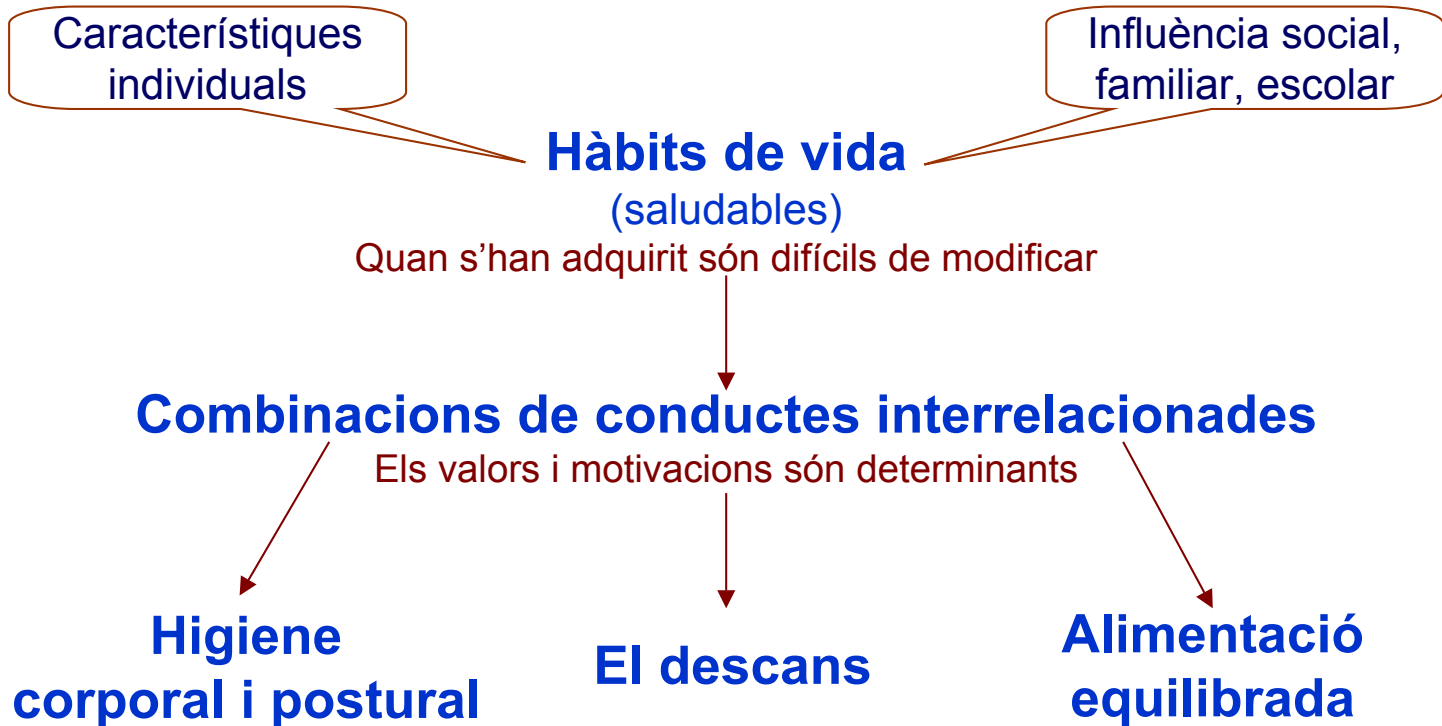 Característiques
individuals
Influència social,
familiar, escolar
Hàbits de vida
(saludables)
Quan s’han adquirit són difícils de modificar
Combinacions de conductes interrelacionades
Els valors i motivacions són determinants
Higiene
corporal i postural
El descans
Alimentació
equilibrada